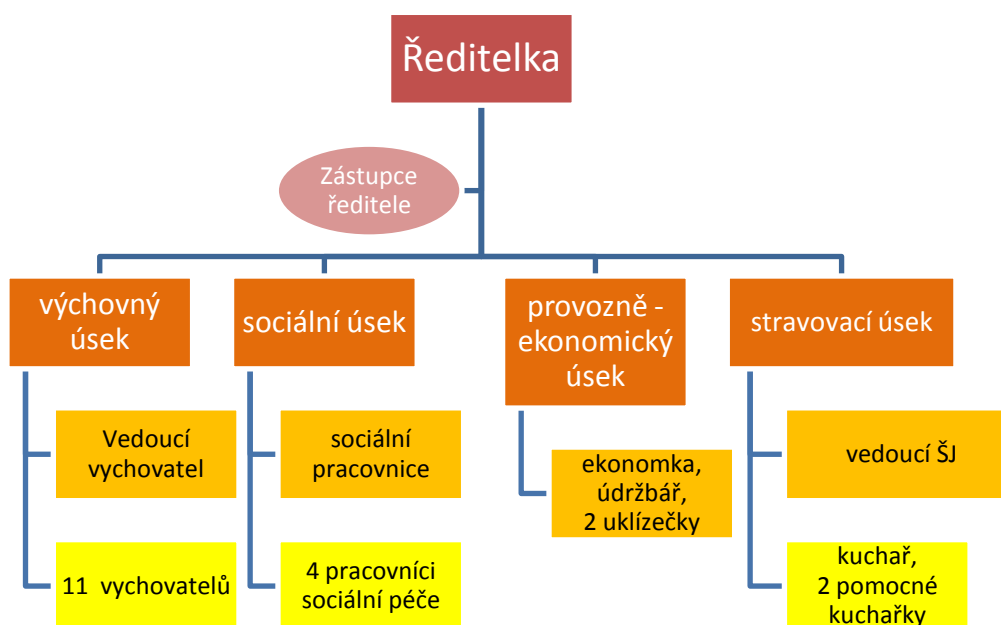 Ředitelka
Zástupce
ředitele
výchovný
úsek
sociální úsek
provozně -
ekonomický
úsek
stravovací úsek
Vedoucí
vychovatel
sociální
pracovnice
ekonomka,
údržbář,
2 uklízečky
vedoucí ŠJ
11 vychovatelů
4 pracovníci
sociální péče
kuchař,
2 pomocné
kuchařky